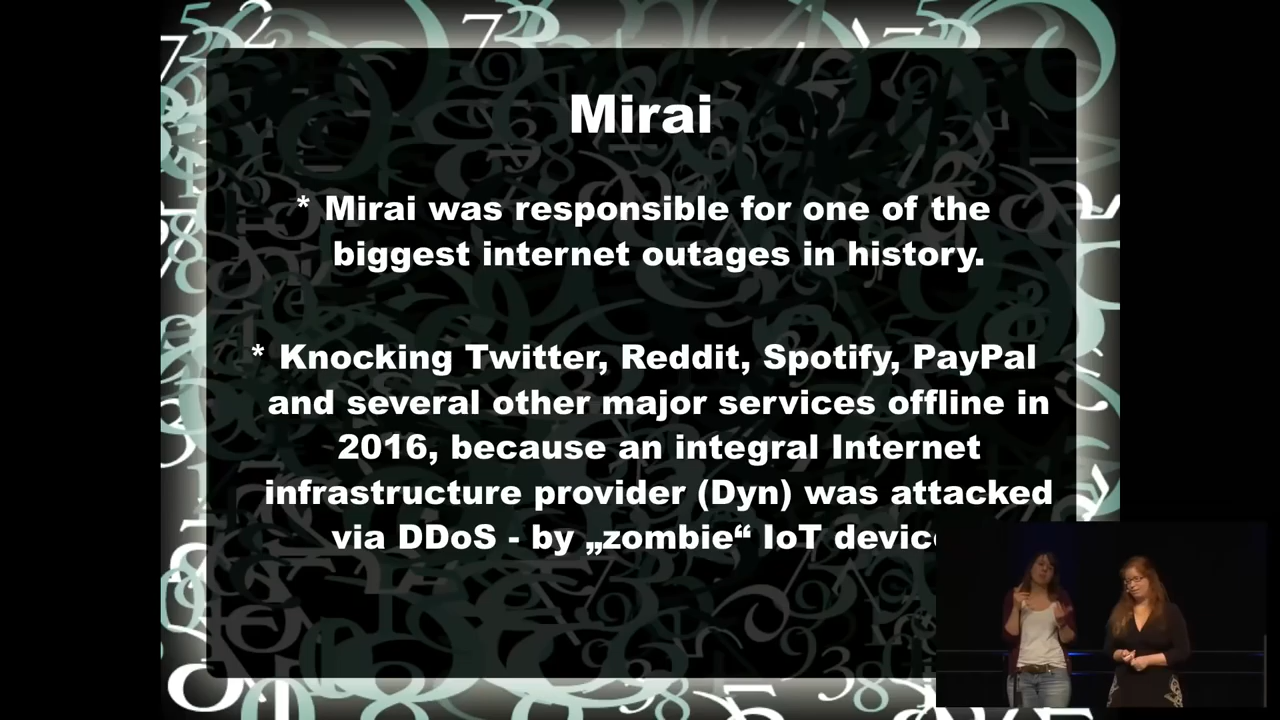 Mirai
* Mirai was responsible for one of the
biggest internet outages in history.
* Knocking Twitter, Reddit, Spotify, PayPal
and several other major services offline in
2016, because an integral Internet
infrastructure provider (Dyn) was attacked
via DDoS - by „zombie“ IoT